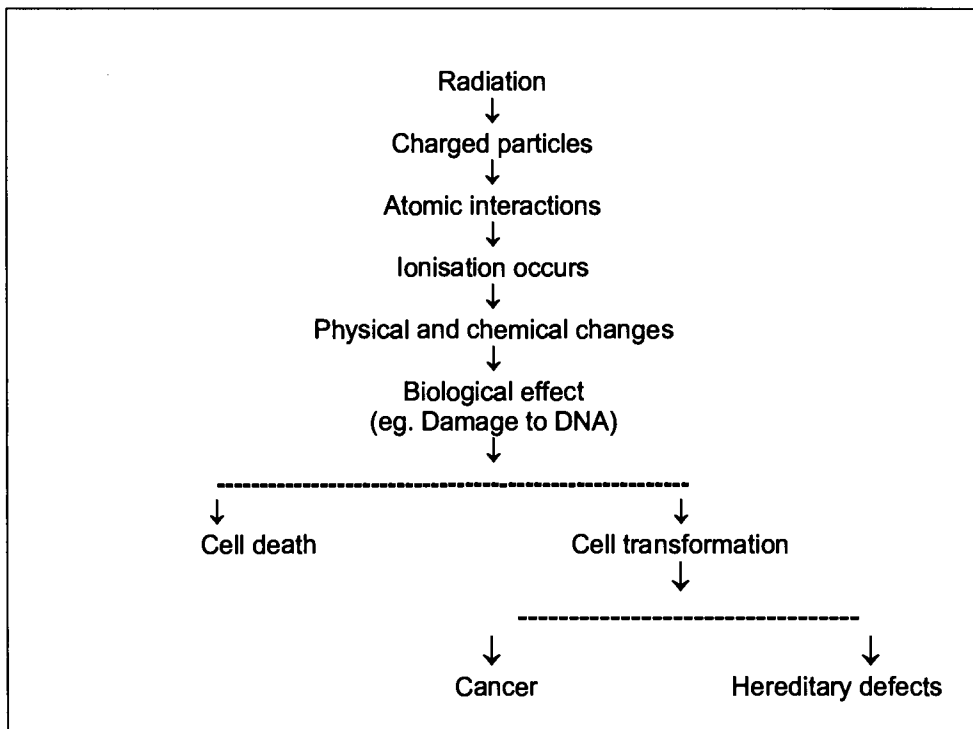 Radiation
↓
Charged particles
↓
Atomic interactions
↓
Ionisation occurs
↓
Physical and chemical changes
↓
Biological effect
(eg. Damage to DNA)
↓
-----------------------------------------------------
↓ ↓
Cell death Cell transformation
↓
--------------------------------
↓ ↓
Cancer Hereditary defects